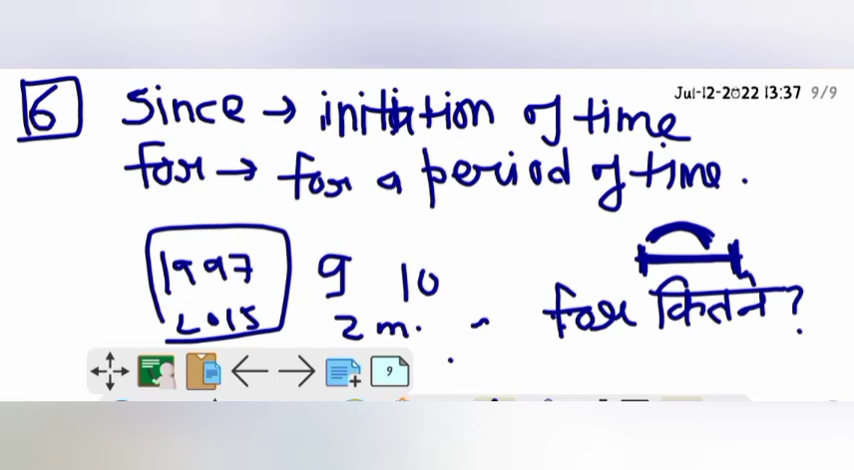 Jul-12-2022 13:37 9/9
6 Since → initiation of time
for → for a period of time.
1997 9 10
2015 2 m. for कितने?
9